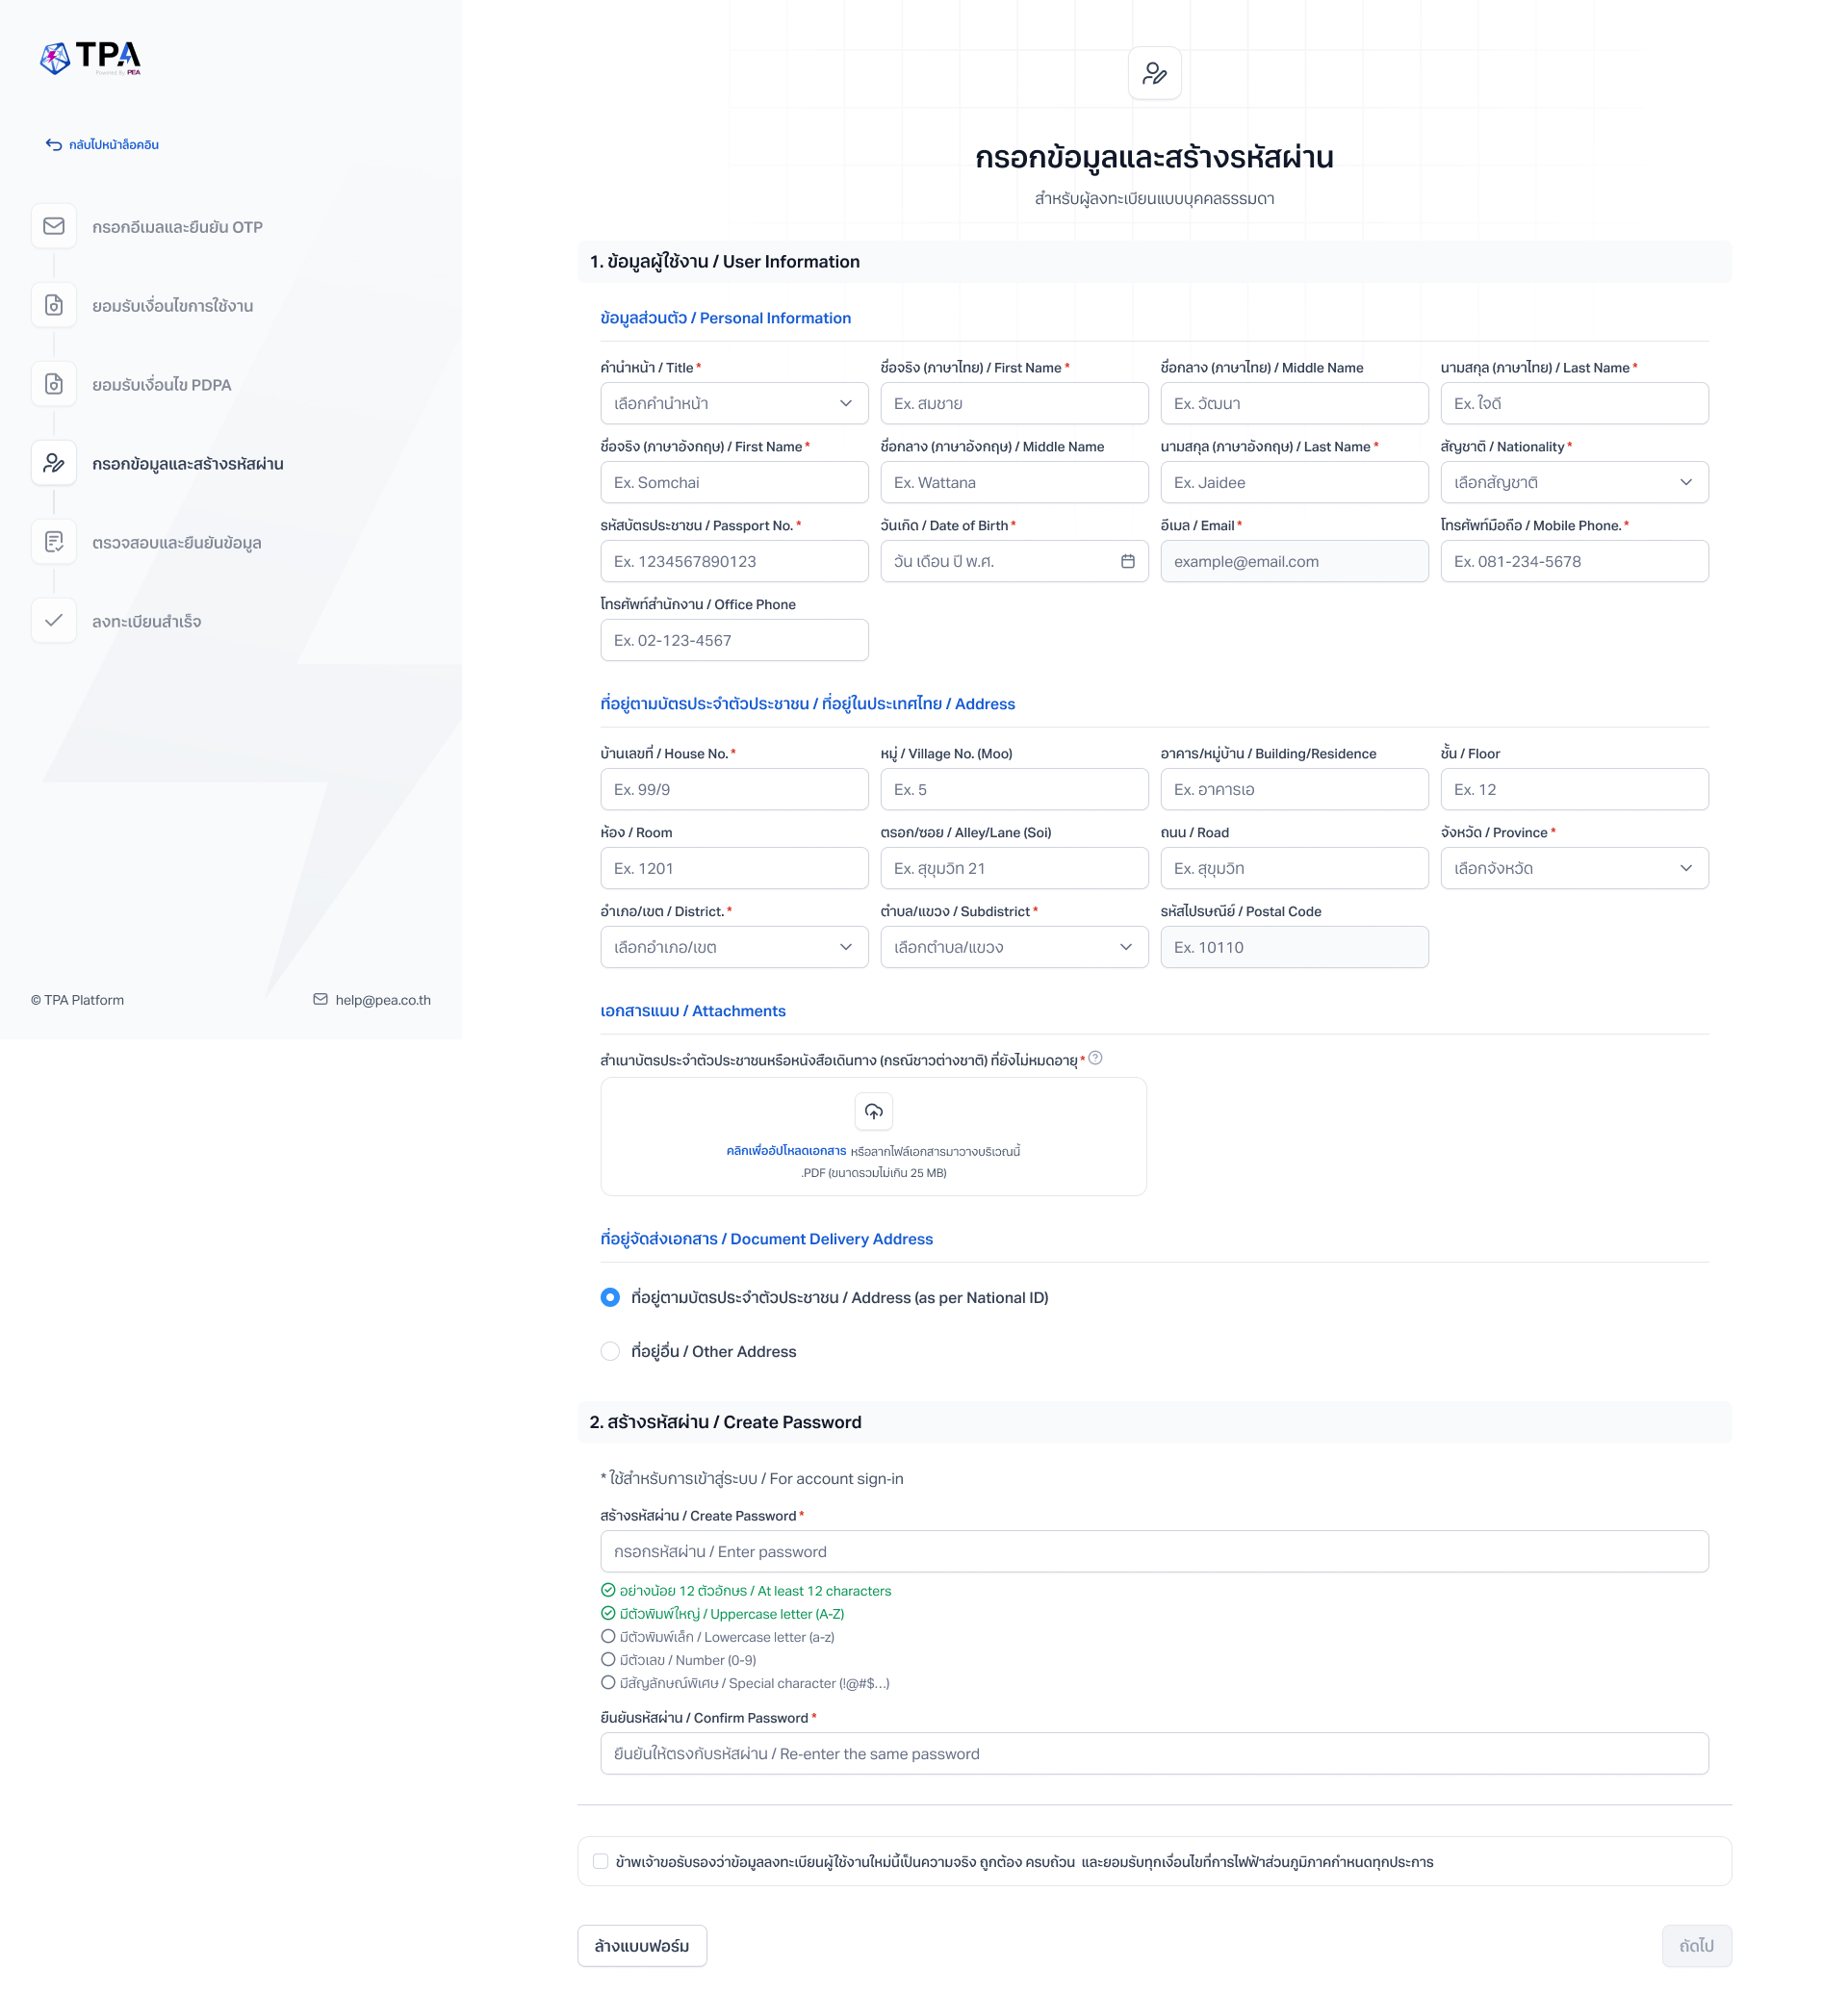 TPA
Powered By PEA
กลับไปหน้าล็อคอิน
กรอกอีเมลและยืนยัน OTP
ยอมรับเงื่อนไขการใช้งาน
ยอมรับเงื่อนไข PDPA
กรอกข้อมูลและสร้างรหัสผ่าน
ตรวจสอบและยืนยันข้อมูล
ลงทะเบียนสำเร็จ
© TPA Platform
help@pea.co.th
กรอกข้อมูลและสร้างรหัสผ่าน
สำหรับผู้ลงทะเบียนแบบบุคคลธรรมดา
1. ข้อมูลผู้ใช้งาน / User Information
ข้อมูลส่วนตัว / Personal Information
คำนำหน้า / Title * ชื่อจริง (ภาษาไทย) / First Name * ชื่อกลาง (ภาษาไทย) / Middle Name นามสกุล (ภาษาไทย) / Last Name *
เลือกคำนำหน้า Ex. สมชาย Ex. วัฒนา Ex. ใจดี
ชื่อจริง (ภาษาอังกฤษ) / First Name * ชื่อกลาง (ภาษาอังกฤษ) / Middle Name นามสกุล (ภาษาอังกฤษ) / Last Name * สัญชาติ / Nationality *
Ex. Somchai Ex. Wattana Ex. Jaidee เลือกสัญชาติ
รหัสบัตรประชาชน / Passport No. * วันเกิด / Date of Birth * อีเมล / Email * โทรศัพท์มือถือ / Mobile Phone. *
Ex. 1234567890123 วัน เดือน ปี พ.ศ. example@email.com Ex. 081-234-5678
โทรศัพท์สำนักงาน / Office Phone
Ex. 02-123-4567
ที่อยู่ตามบัตรประจำตัวประชาชน / ที่อยู่ในประเทศไทย / Address
บ้านเลขที่ / House No. * หมู่ / Village No. (Moo) อาคาร/หมู่บ้าน / Building/Residence ชั้น / Floor
Ex. 99/9 Ex. 5 Ex. อาคารเอ Ex. 12
ห้อง / Room ตรอก/ซอย / Alley/Lane (Soi) ถนน / Road จังหวัด / Province *
Ex. 1201 Ex. สุขุมวิท 21 Ex. สุขุมวิท เลือกจังหวัด
อำเภอ/เขต / District. * ตำบล/แขวง / Subdistrict * รหัสไปรษณีย์ / Postal Code
เลือกอำเภอ/เขต เลือกตำบล/แขวง Ex. 10110
เอกสารแนบ / Attachments
สำเนาบัตรประจำตัวประชาชนหรือหนังสือเดินทาง (กรณีชาวต่างชาติ) ที่ยังไม่หมดอายุ *
คลิกเพื่ออัปโหลดเอกสาร หรือลากไฟล์เอกสารมาวางบริเวณนี้
.PDF (ขนาดรวมไม่เกิน 25 MB)
ที่อยู่จัดส่งเอกสาร / Document Delivery Address
ที่อยู่ตามบัตรประจำตัวประชาชน / Address (as per National ID)
ที่อยู่อื่น / Other Address
2. สร้างรหัสผ่าน / Create Password
* ใช้สำหรับการเข้าสู่ระบบ / For account sign-in
สร้างรหัสผ่าน / Create Password *
กรอกรหัสผ่าน / Enter password
อย่างน้อย 12 ตัวอักษร / At least 12 characters
มีตัวพิมพ์ใหญ่ / Uppercase letter (A-Z)
มีตัวพิมพ์เล็ก / Lowercase letter (a-z)
มีตัวเลข / Number (0-9)
มีสัญลักษณ์พิเศษ / Special character (!@#$...)
ยืนยันรหัสผ่าน / Confirm Password *
ยืนยันให้ตรงกับรหัสผ่าน / Re-enter the same password
ข้าพเจ้าขอรับรองว่าข้อมูลลงทะเบียนผู้ใช้งานใหม่นี้เป็นความจริง ถูกต้อง ครบถ้วน และยอมรับทุกเงื่อนไขที่การไฟฟ้าส่วนภูมิภาคกำหนดทุกประการ
ล้างแบบฟอร์ม ถัดไป